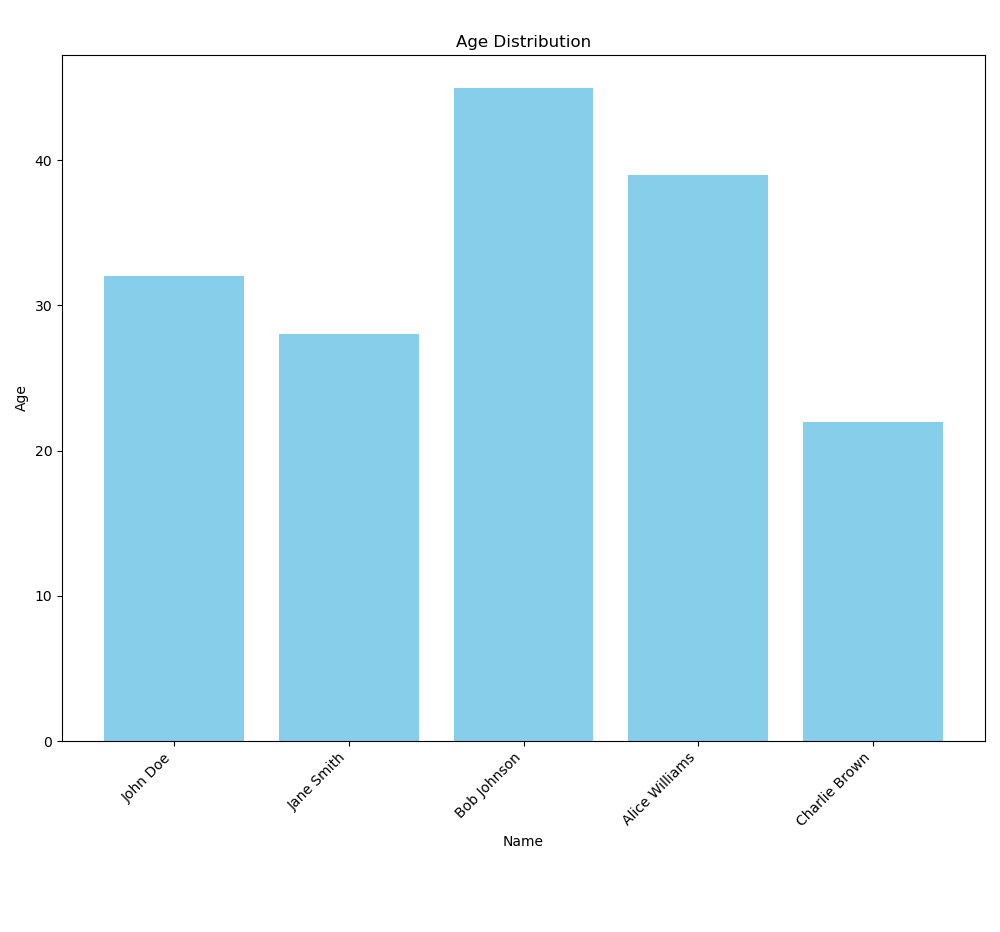 Age Distribution
40
30
20
10
0
Age
John Doe
Jane Smith
Bob Johnson
Alice Williams
Charlie Brown
Name